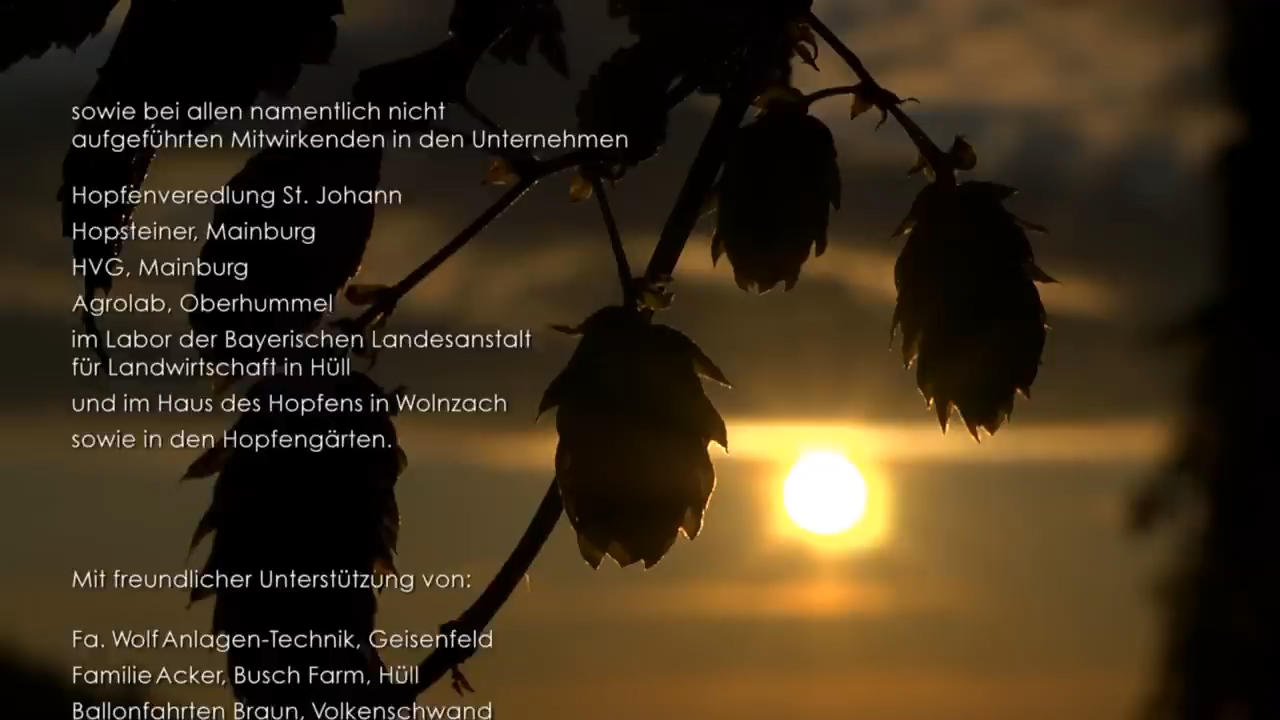 sowie bei allen namentlich nicht
aufgeführten Mitwirkenden in den Unternehmen
Hopfenveredlung St. Johann
Hopsteiner, Mainburg
HVG, Mainburg
Agrolab, Oberhummel
im Labor der Bayerischen Landesanstalt
für Landwirtschaft in Hüll
und im Haus des Hopfens in Wolnzach
sowie in den Hopfengärten.
Mit freundlicher Unterstützung von:
Fa. Wolf Anlagen-Technik, Geisenfeld
Familie Acker, Busch Farm, Hüll
Ballonfahrten Braun, Volkenschwand